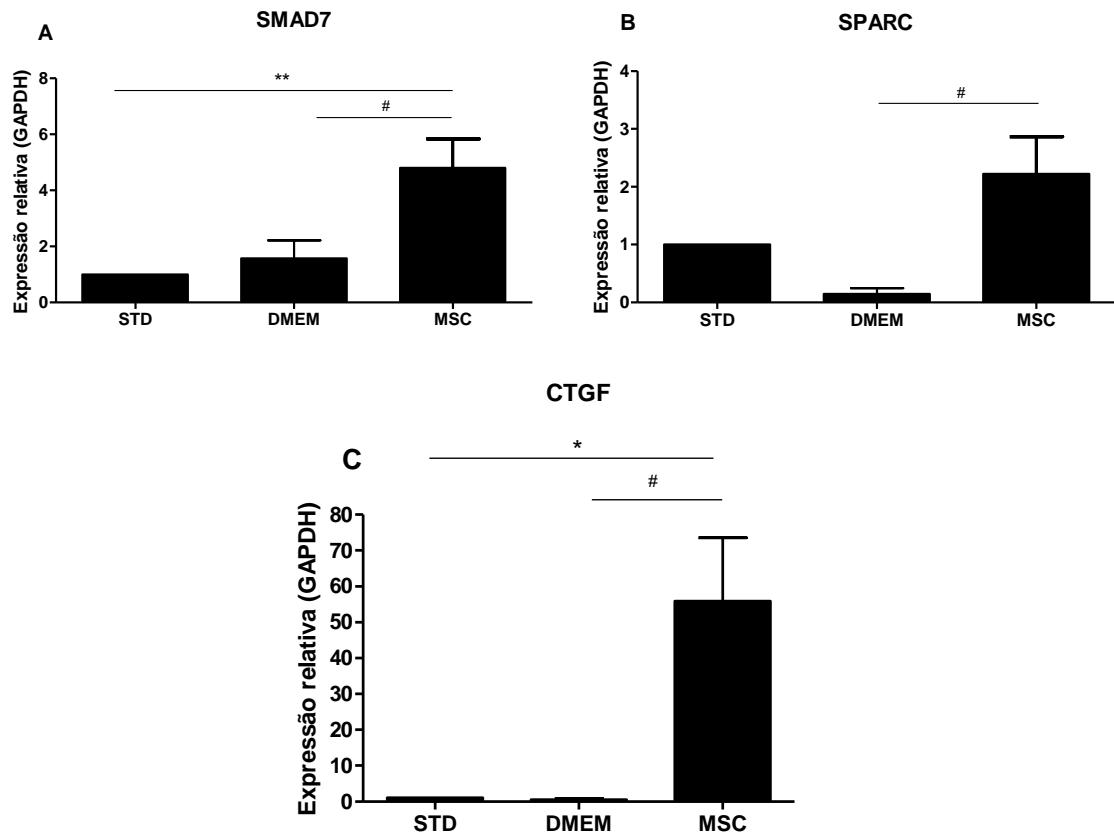 A
SMAD7
Expressão relativa (GAPDH)
8
6
4
2
0
**
#
STD DMEM MSC
B
SPARC
Expressão relativa (GAPDH)
4
3
2
1
0
#
STD DMEM MSC
CTGF
C
Expressão relativa (GAPDH)
*
#
80
70
60
50
40
30
20
10
0
STD DMEM MSC